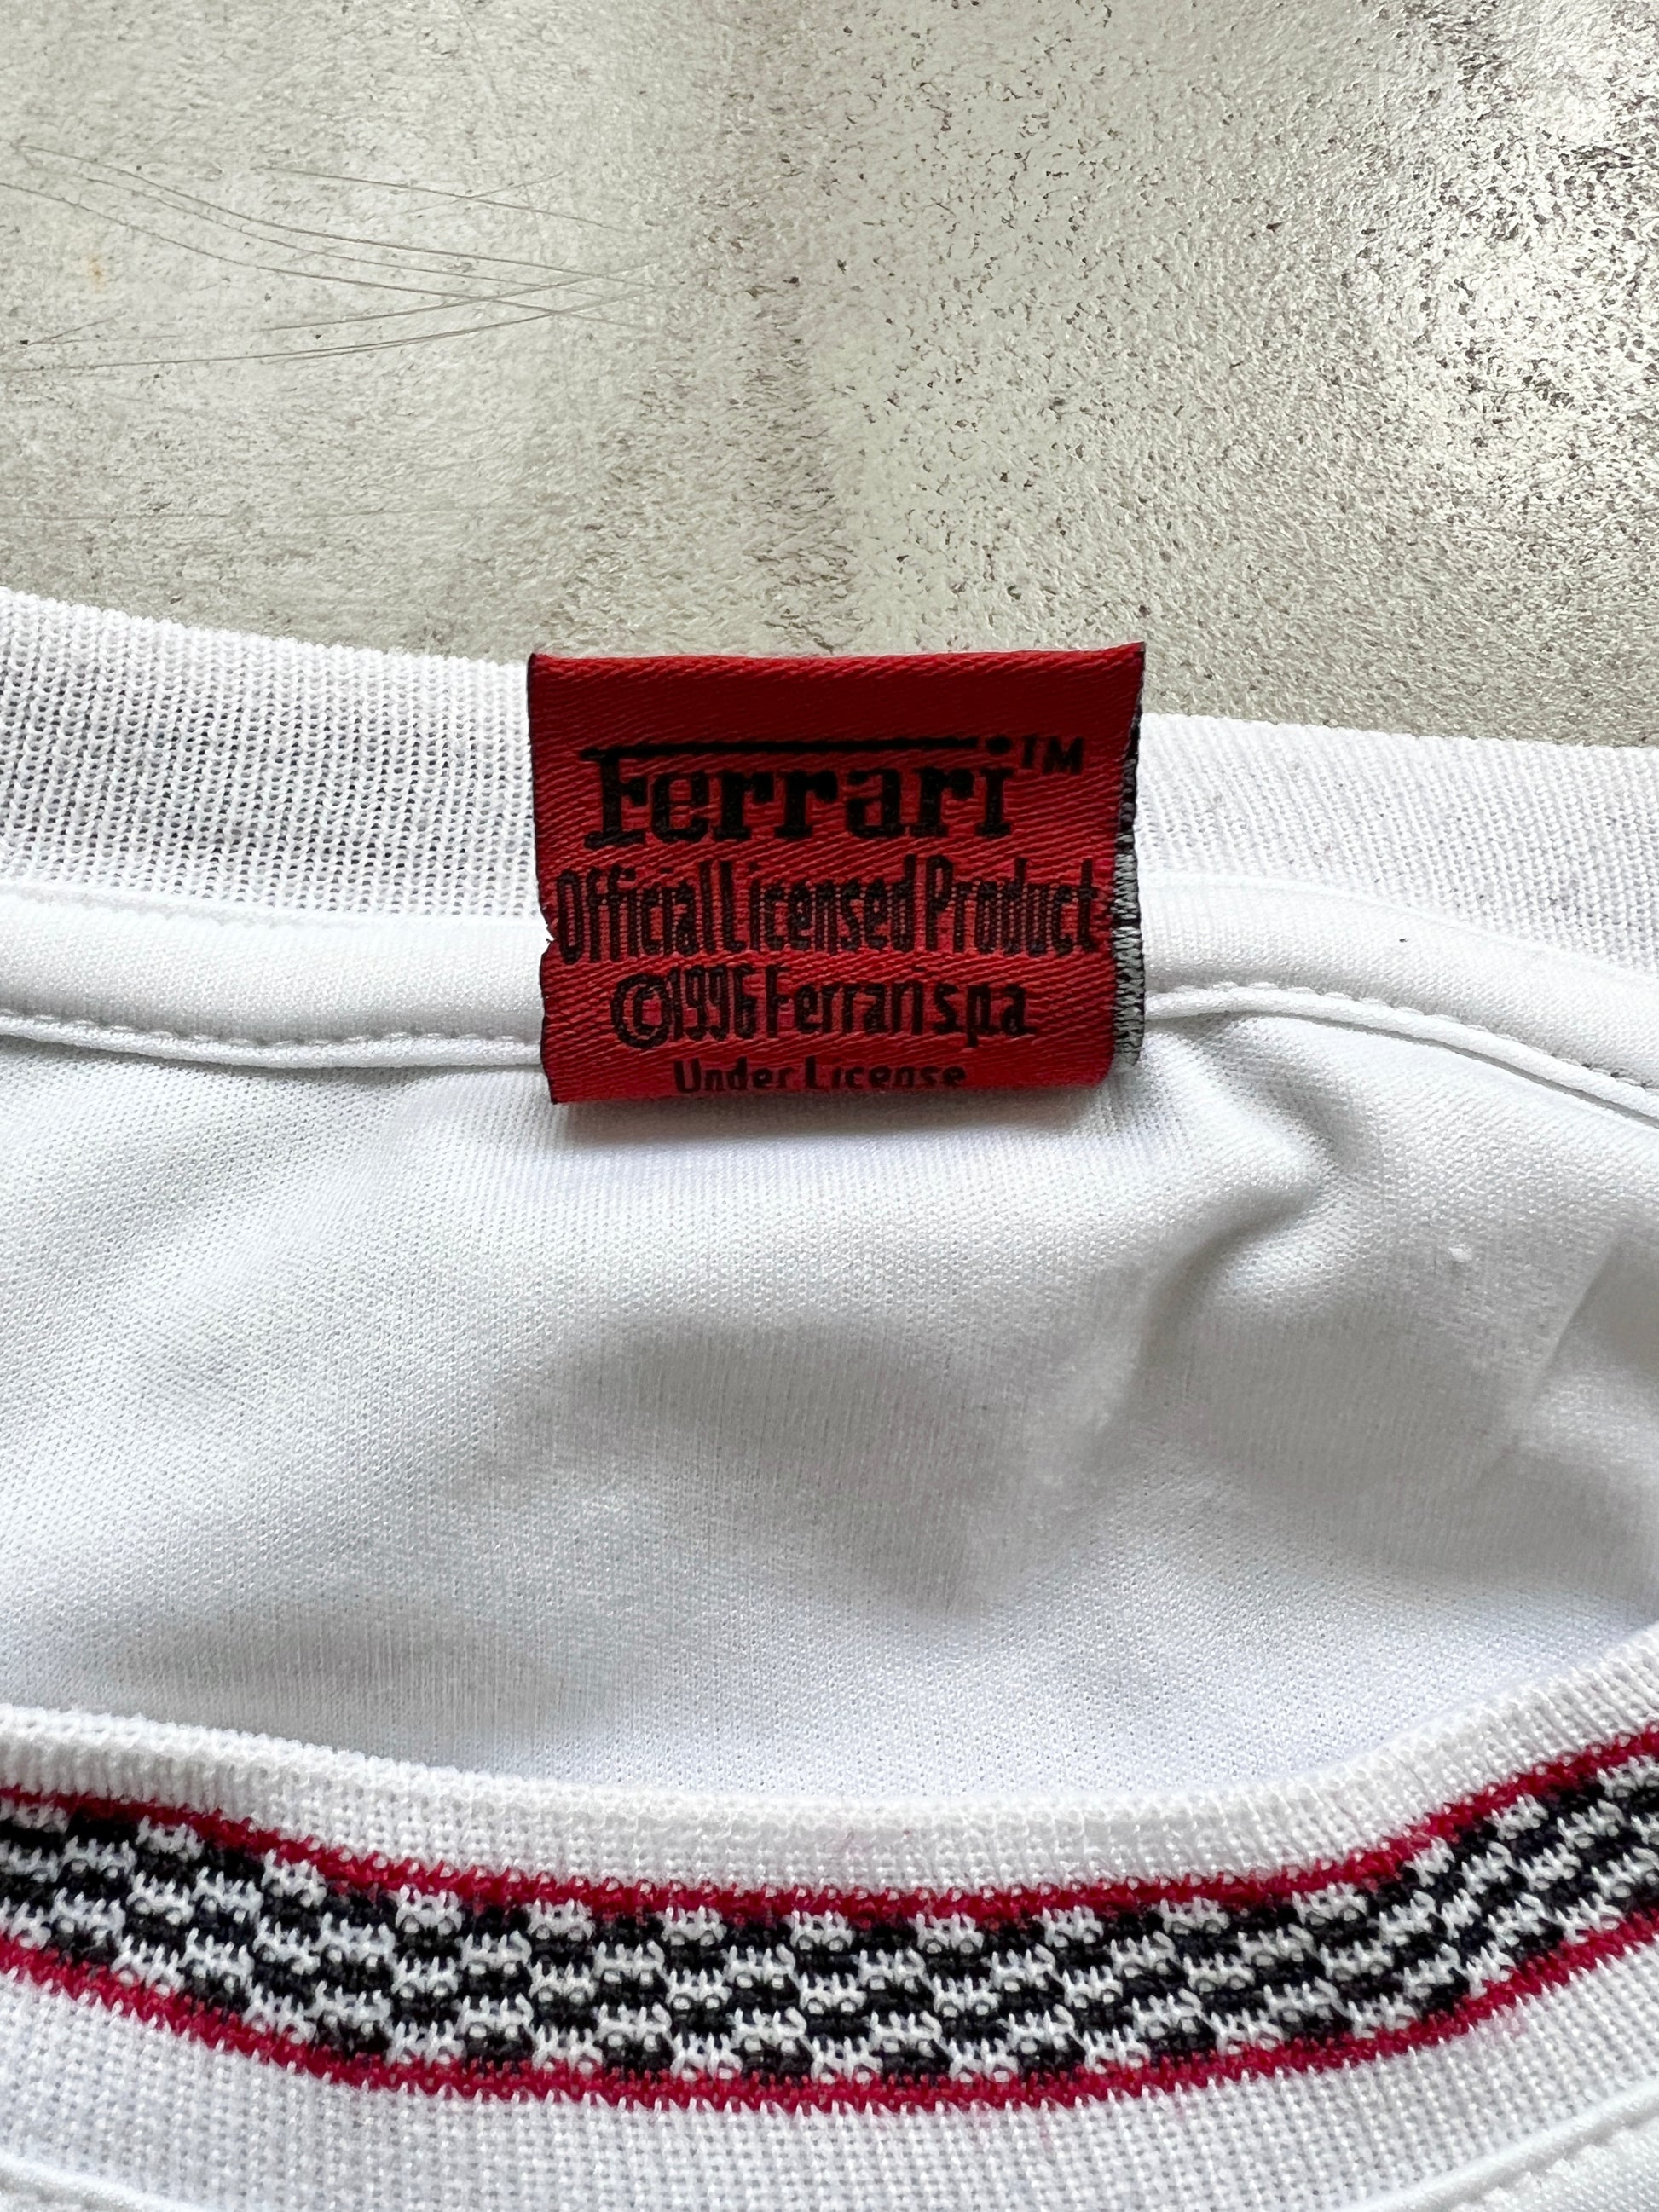 Ferrari™
Official Licensed Product
©1996 Ferrari s.p.a
Under License